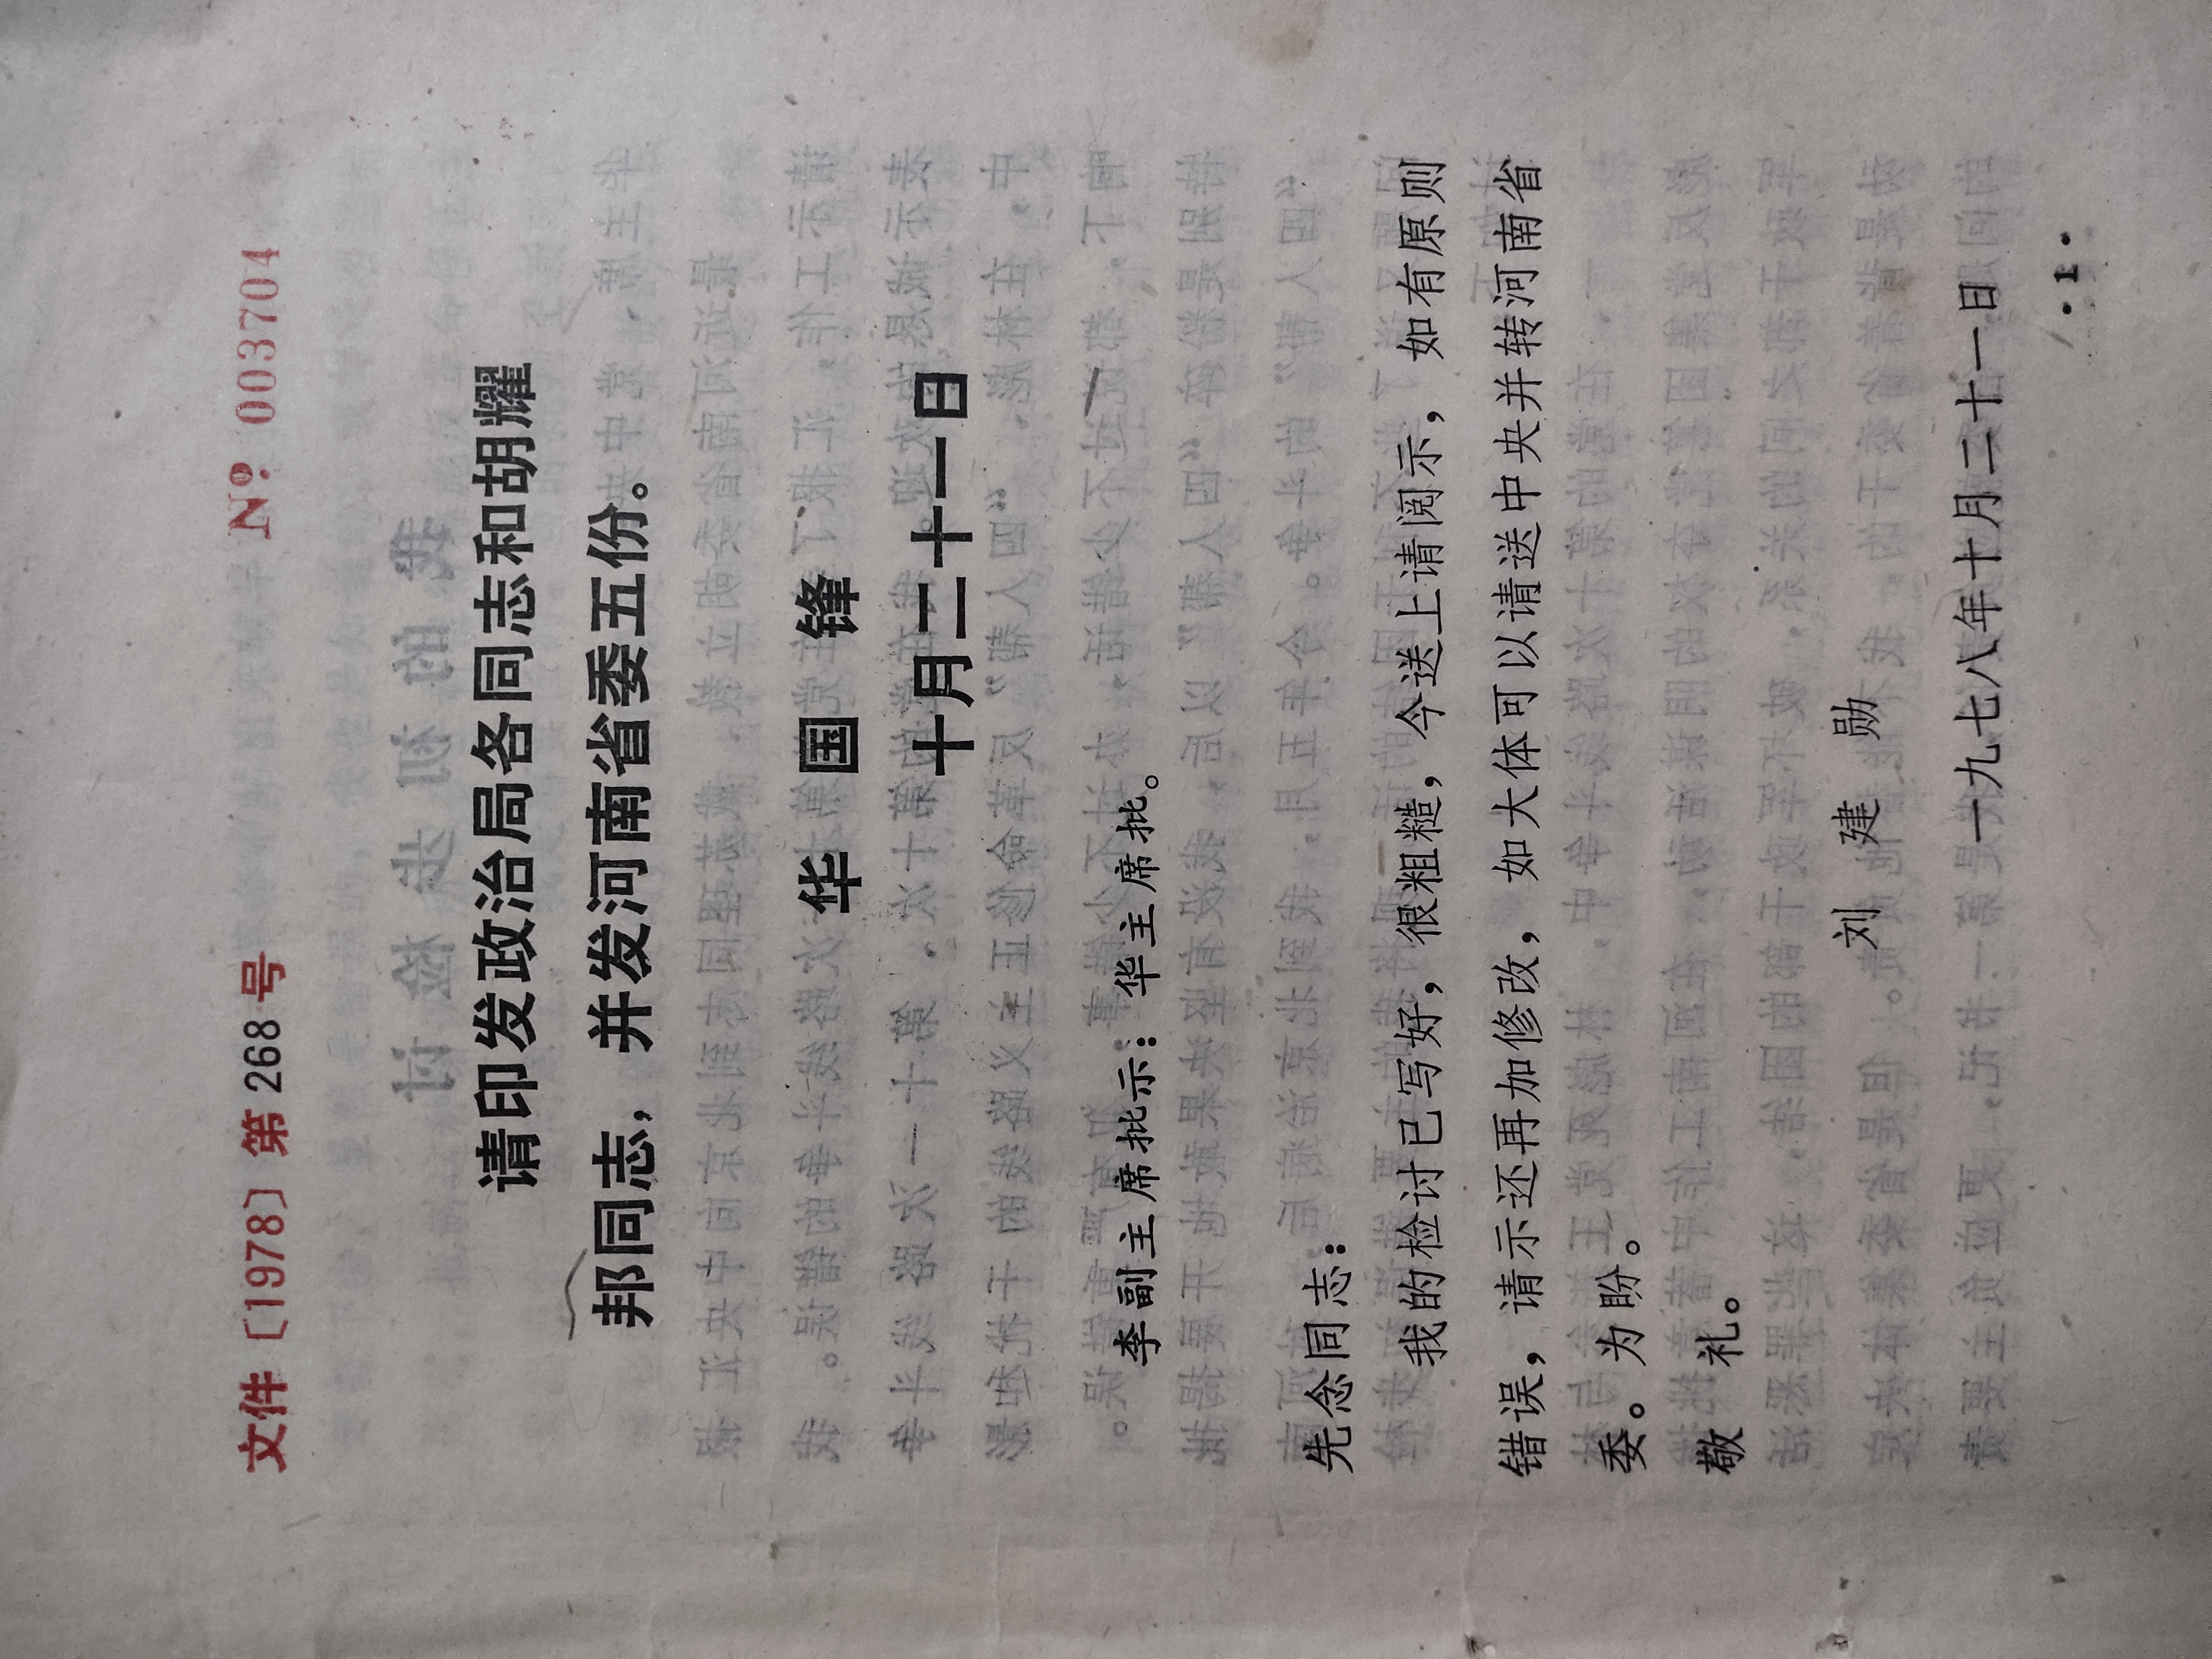 文件〔1978〕第268号 № 003704
请印发政治局各同志和胡耀
邦同志，并发河南省委五份。
华国锋
十月二十一日
李副主席批示：华主席批。
先念同志：
我的检讨已写好，很粗糙，今送上请阅示，如有原则
错误，请示还再加修改，如大体可以请送中央并转河南省
委。为盼。
敬 礼。
刘建勋
一九七八年十月二十一日
·1·